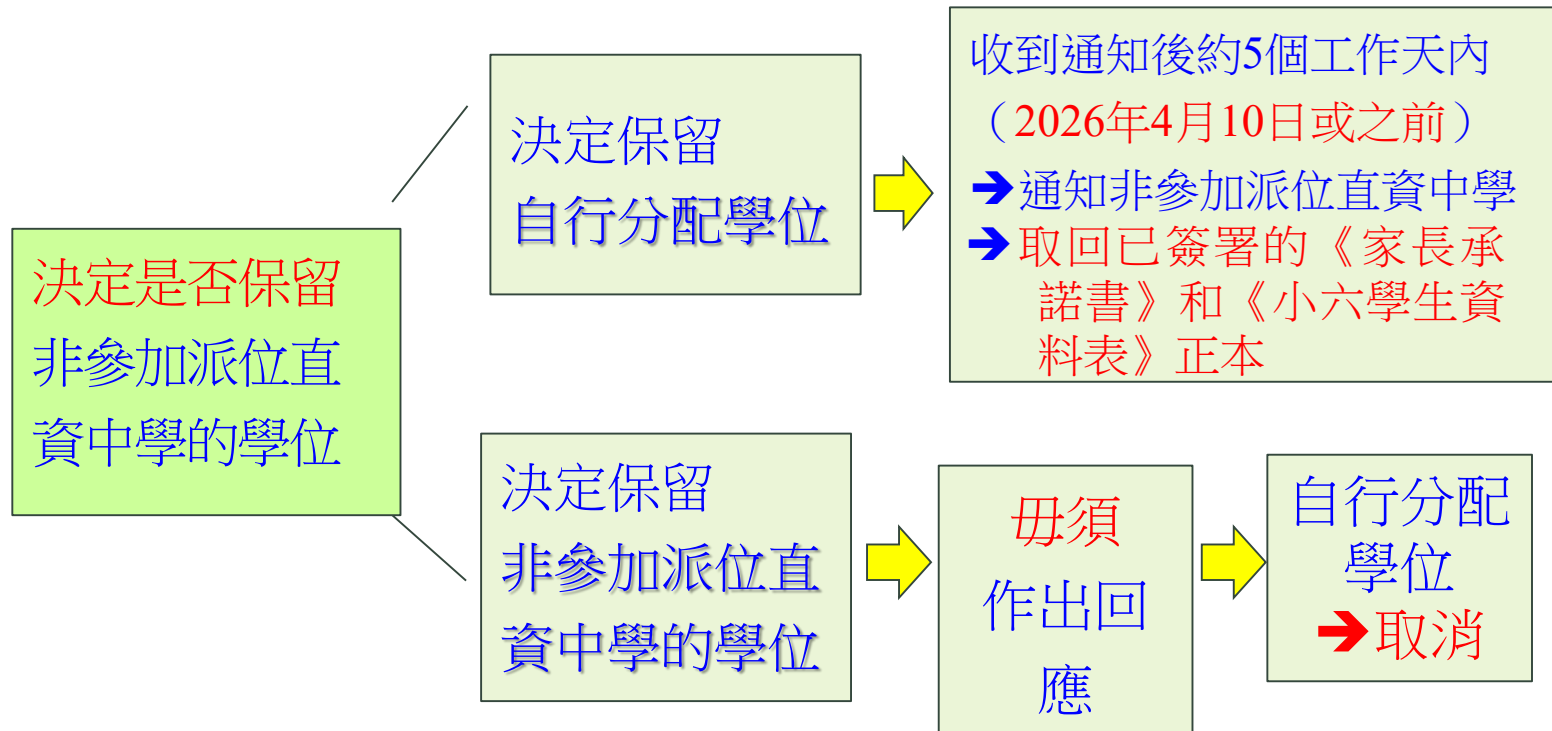 決定是否保留
非參加派位直
資中學的學位
決定保留
自行分配學位
收到通知後約5個工作天內
（2026年4月10日或之前）
➔通知非參加派位直資中學
➔取回已簽署的《家長承
諾書》和《小六學生資
料表》正本
決定保留
非參加派位直
資中學的學位
毋須
作出回
應
自行分配
學位
➔取消